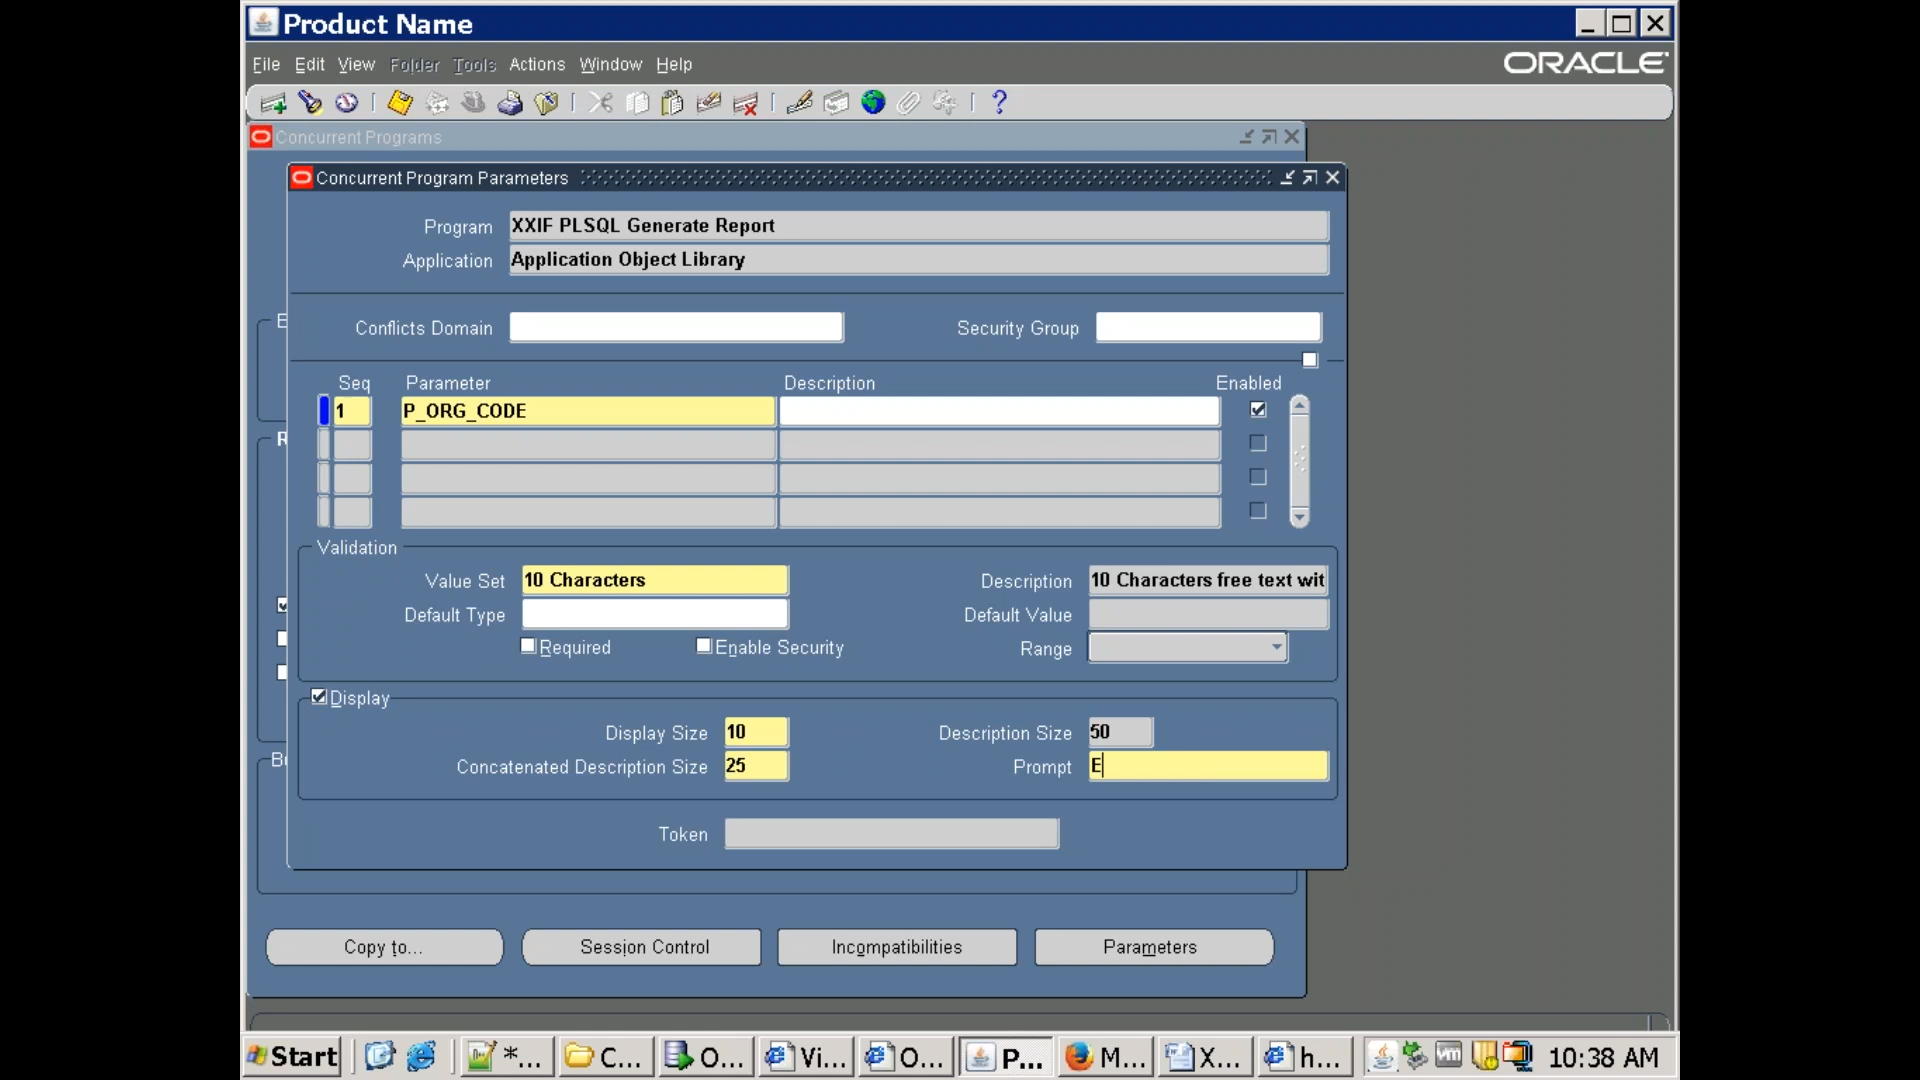 Product Name
File Edit View Folder Tools Actions Window Help
ORACLE
Concurrent Programs
Concurrent Program Parameters
Program XXIF PLSQL Generate Report
Application Application Object Library
Conflicts Domain Security Group
Seq Parameter Description Enabled
1 P_ORG_CODE
Validation
Value Set 10 Characters Description 10 Characters free text wit
Default Type Default Value
Required Enable Security Range
Display
Display Size 10 Description Size 50
Concatenated Description Size 25 Prompt E
Token
Copy to... Session Control Incompatibilities Parameters
Start *... C... O... Vi... O... P... M... X... h... 10:38 AM